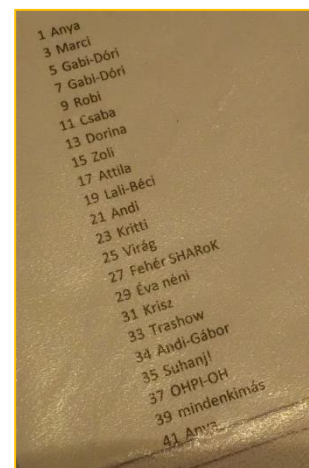 1 Anya
3 Marci
5 Gabi-Dóri
7 Gabi-Dóri
9 Robi
11 Csaba
13 Dorina
15 Zoli
17 Attila
19 Lali-Béci
21 Andi
23 Kritti
25 Virág
27 Fehér SHARoK
29 Éva néni
31 Krisz
33 Trashow
34 Andi-Gábor
35 Suhanj!
37 OHPI-OH
39 mindenkimás
41 Anya